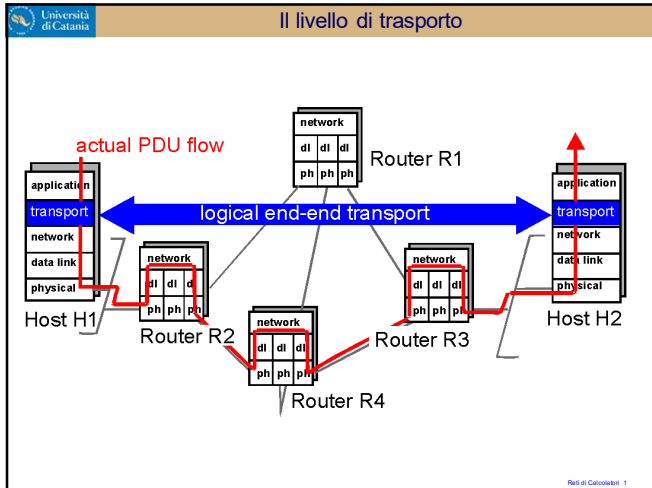 Università
di Catania
Il livello di trasporto
actual PDU flow
network
dl dl dl
ph ph ph
Router R1
application
transport
network
data link
physical
Host H1
logical end-end transport
application
transport
network
data link
physical
Host H2
network
dl dl d
ph ph ph
Router R2
network
dl dl dl
ph ph ph
Router R3
network
dl dl dl
ph ph ph
Router R4
Reti di Calcolatori 1